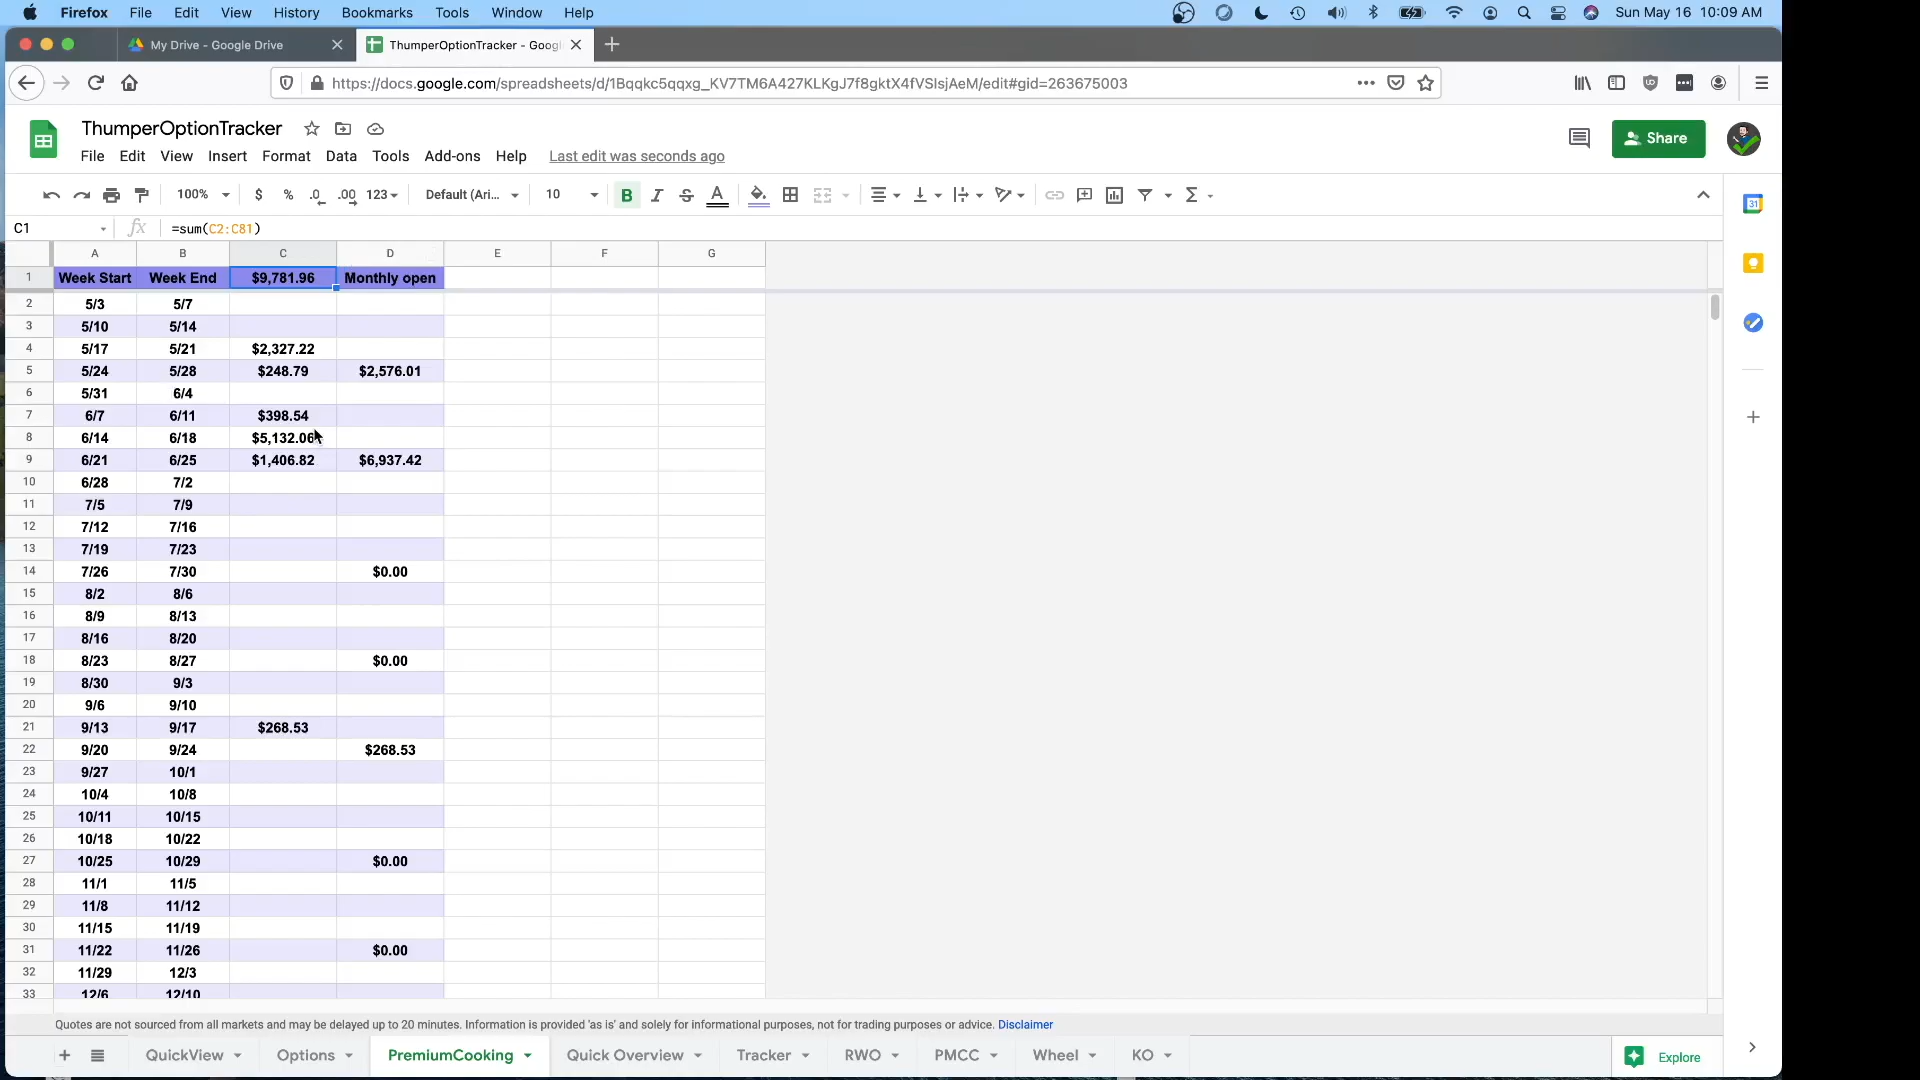 Firefox File Edit View History Bookmarks Tools Window Help Sun May 16 10:09 AM
My Drive - Google Drive ThumperOptionTracker - Goog
https://docs.google.com/spreadsheets/d/1Bqqkc5qqxg_KV7TM6A427KLKgJ7f8gktX4fVSIsjAeM/edit#gid=263675003
ThumperOptionTracker
File Edit View Insert Format Data Tools Add-ons Help Last edit was seconds ago Share
100% $ % .0 .00 123 Default (Ari... 10 B I S A Σ
C1 fx =sum(C2:C81)
A B C D E F G
1 Week Start Week End $9,781.96 Monthly open
2 5/3 5/7
3 5/10 5/14
4 5/17 5/21 $2,327.22
5 5/24 5/28 $248.79 $2,576.01
6 5/31 6/4
7 6/7 6/11 $398.54
8 6/14 6/18 $5,132.06
9 6/21 6/25 $1,406.82 $6,937.42
10 6/28 7/2
11 7/5 7/9
12 7/12 7/16
13 7/19 7/23
14 7/26 7/30 $0.00
15 8/2 8/6
16 8/9 8/13
17 8/16 8/20
18 8/23 8/27 $0.00
19 8/30 9/3
20 9/6 9/10
21 9/13 9/17 $268.53
22 9/20 9/24 $268.53
23 9/27 10/1
24 10/4 10/8
25 10/11 10/15
26 10/18 10/22
27 10/25 10/29 $0.00
28 11/1 11/5
29 11/8 11/12
30 11/15 11/19
31 11/22 11/26 $0.00
32 11/29 12/3
33 12/6 12/10
Quotes are not sourced from all markets and may be delayed up to 20 minutes. Information is provided 'as is' and solely for informational purposes, not for trading purposes or advice. Disclaimer
QuickView Options PremiumCooking Quick Overview Tracker RWO PMCC Wheel KO Explore